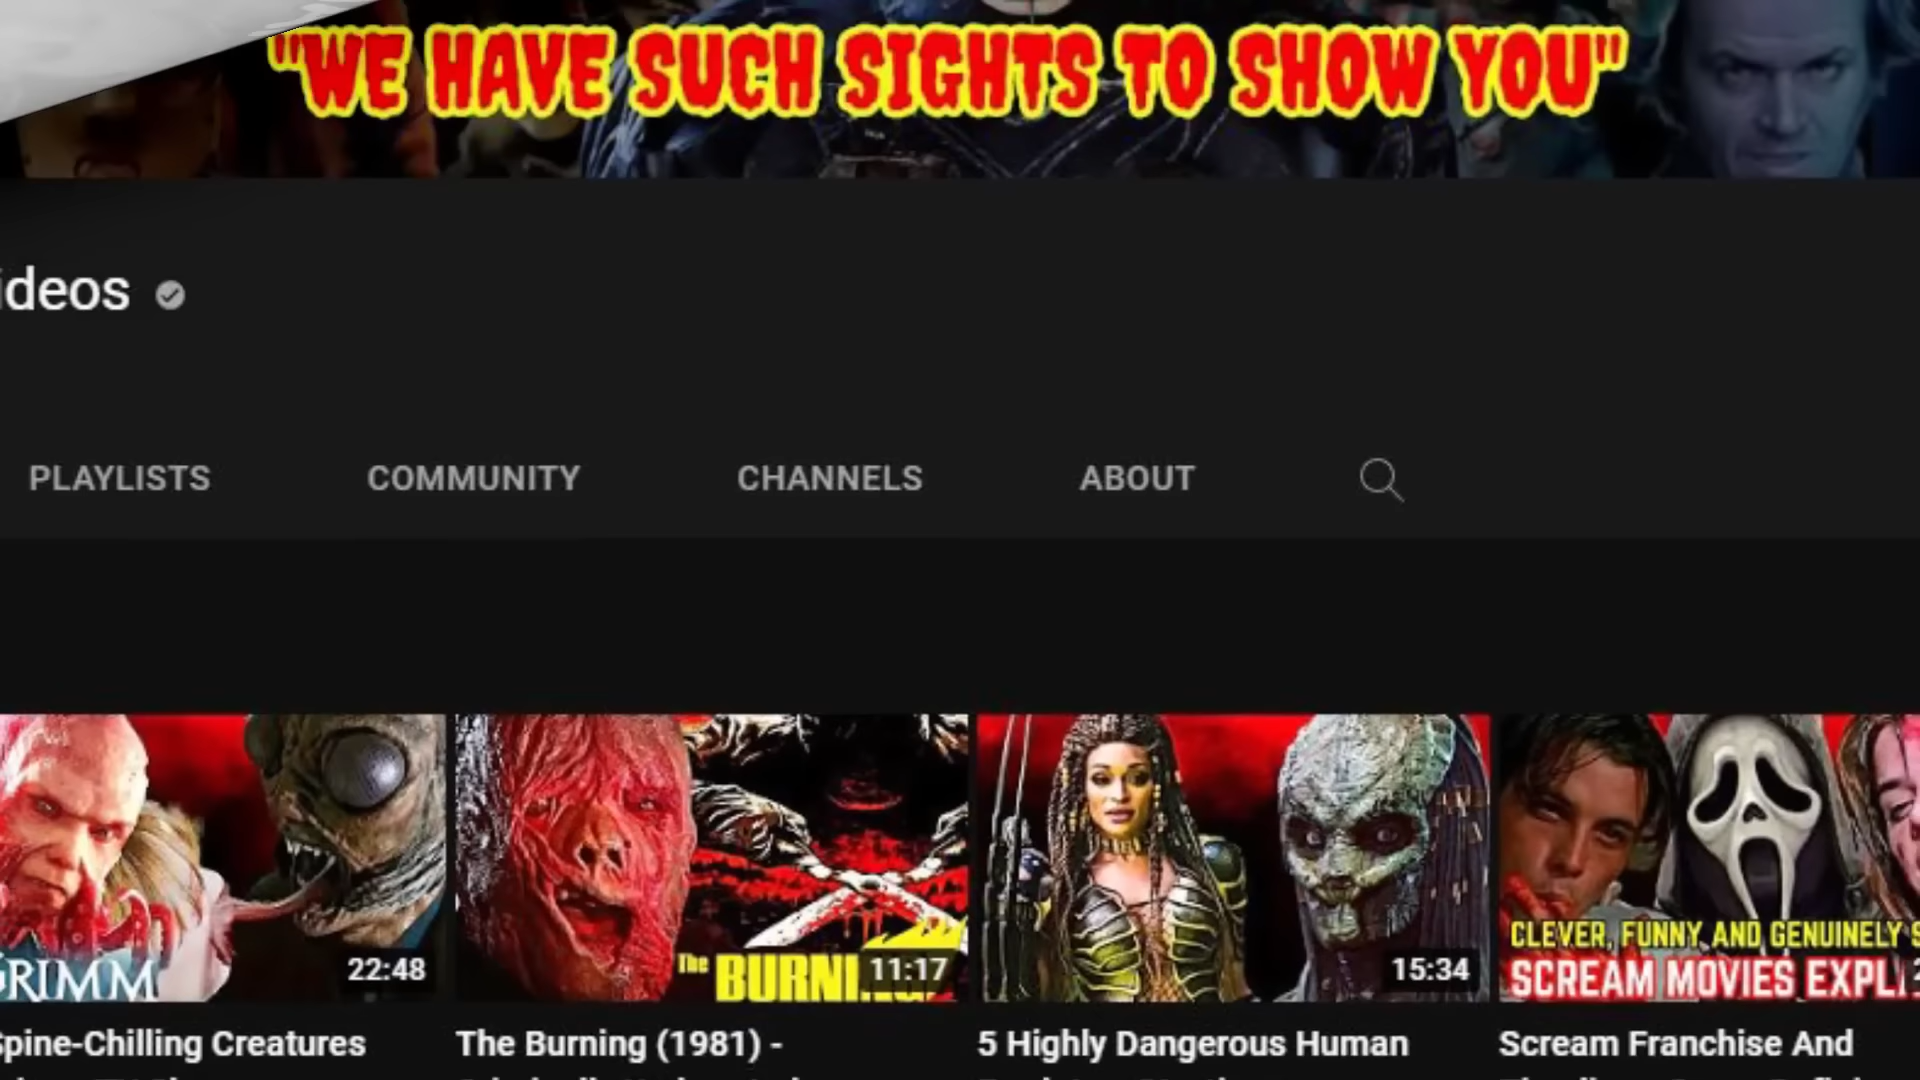 "WE HAVE SUCH SIGHTS TO SHOW YOU"
ideos
PLAYLISTS COMMUNITY CHANNELS ABOUT
GRIMM
22:48
The BURNI
11:17
15:34
CLEVER, FUNNY AND GENUINELY S
SCREAM MOVIES EXPL
Spine-Chilling Creatures
The Burning (1981) -
5 Highly Dangerous Human
Scream Franchise And